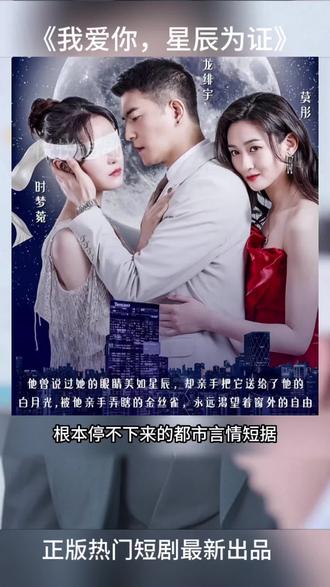 《我爱你，星辰为证》
龙绯宇
莫彤
时梦菀
他曾说过她的眼睛美如星辰，却亲手把它送给了他的
白月光,被他亲手弄瞎的金丝雀，永远渴望着窗外的自由
根本停不下来的都市言情短据
正版热门短剧最新出品